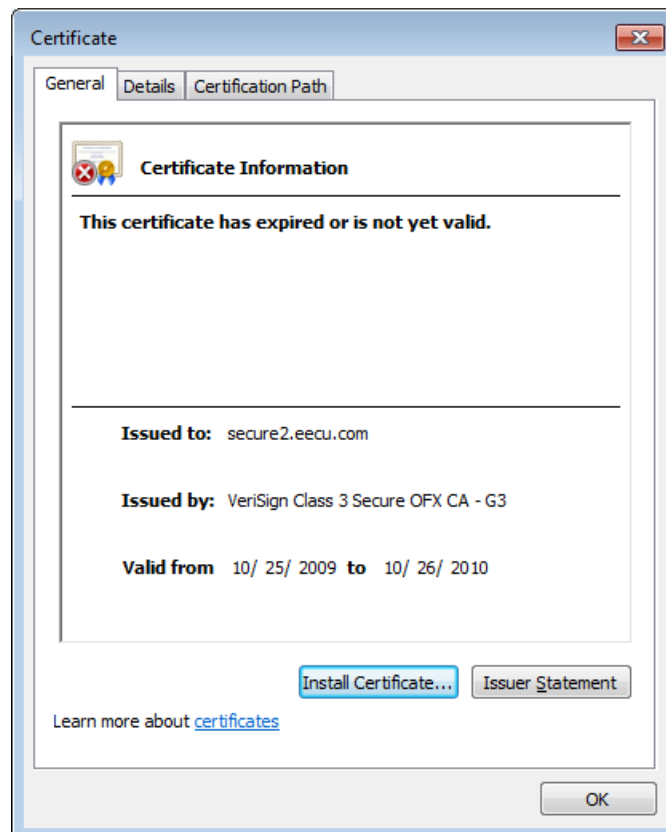 Certificate
General Details Certification Path
Certificate Information
This certificate has expired or is not yet valid.
Issued to: secure2.eecu.com
Issued by: VeriSign Class 3 Secure OFX CA - G3
Valid from 10/ 25/ 2009 to 10/ 26/ 2010
Install Certificate... Issuer Statement
Learn more about certificates
OK